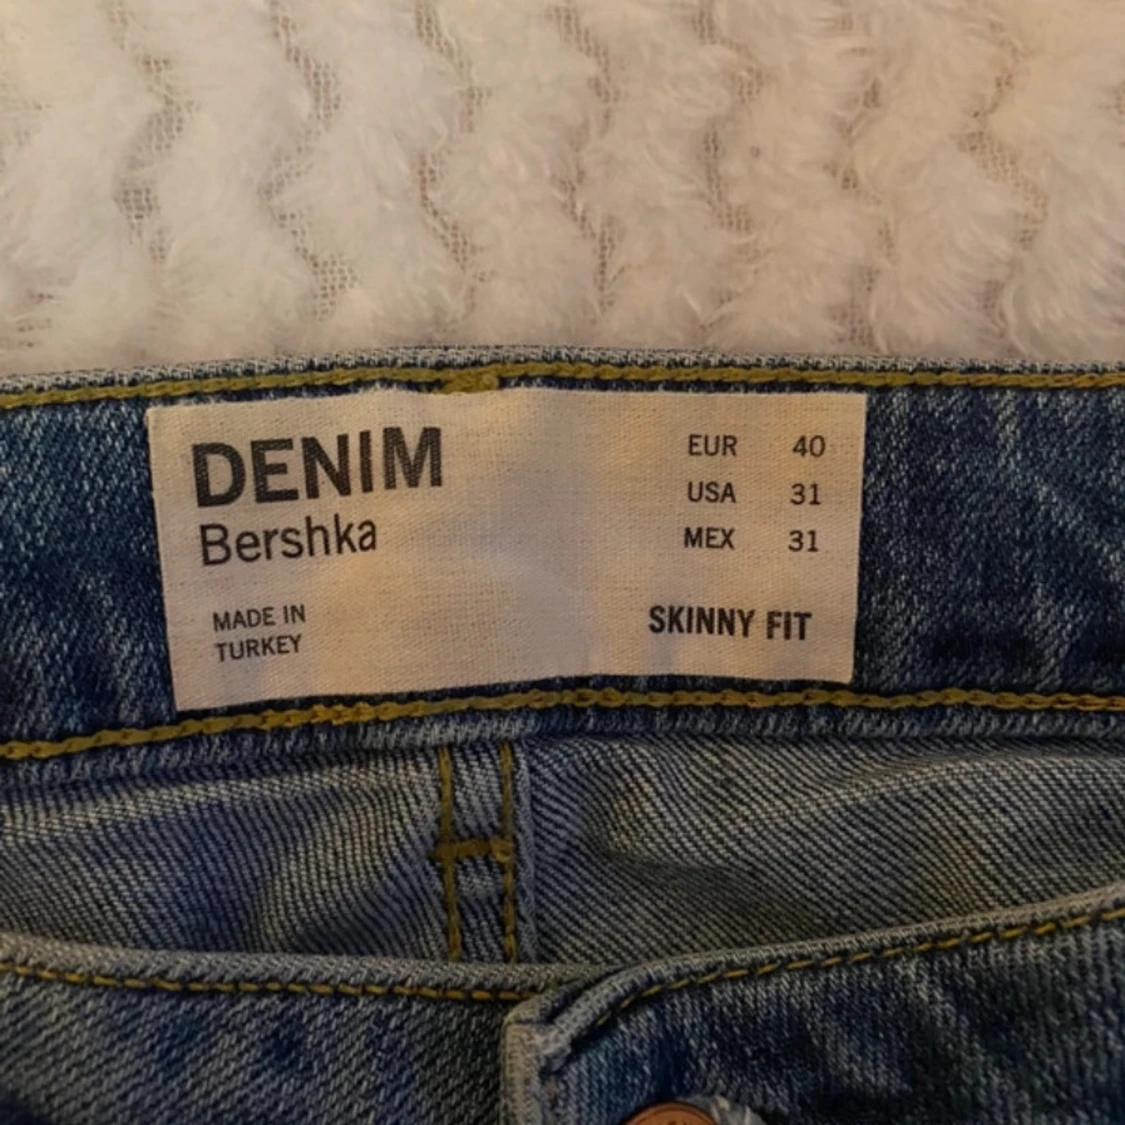 DENIM
Bershka
MADE IN
TURKEY
EUR 40
USA 31
MEX 31
SKINNY FIT